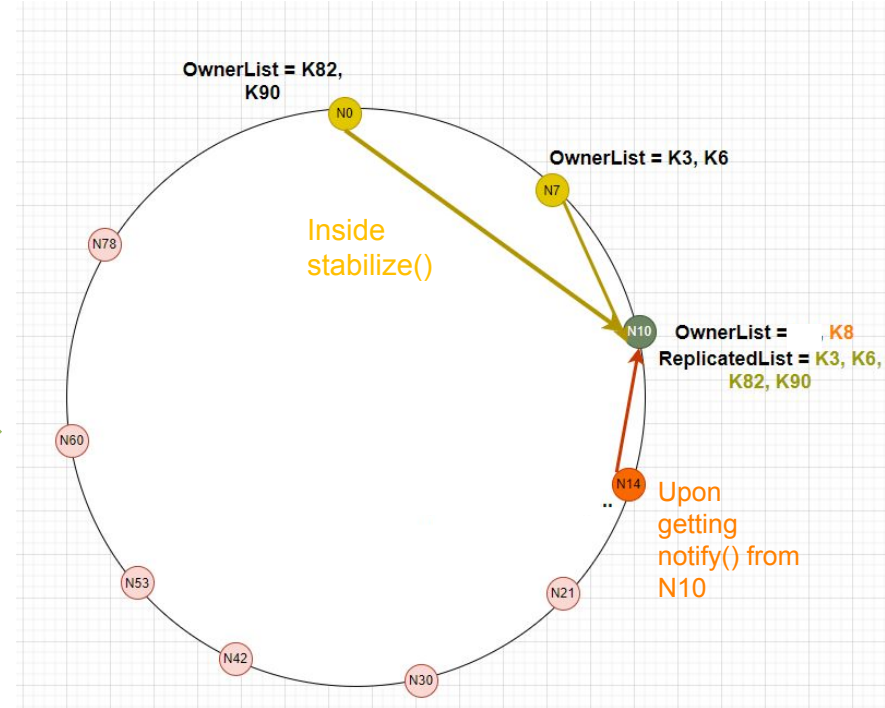 OwnerList = K82,
K90
N0
OwnerList = K3, K6
N7
Inside
stabilize()
N78
N10
OwnerList = , K8
ReplicatedList = K3, K6,
K82, K90
N60
N14
..
Upon
getting
notify() from
N10
N53
N21
N42
N30